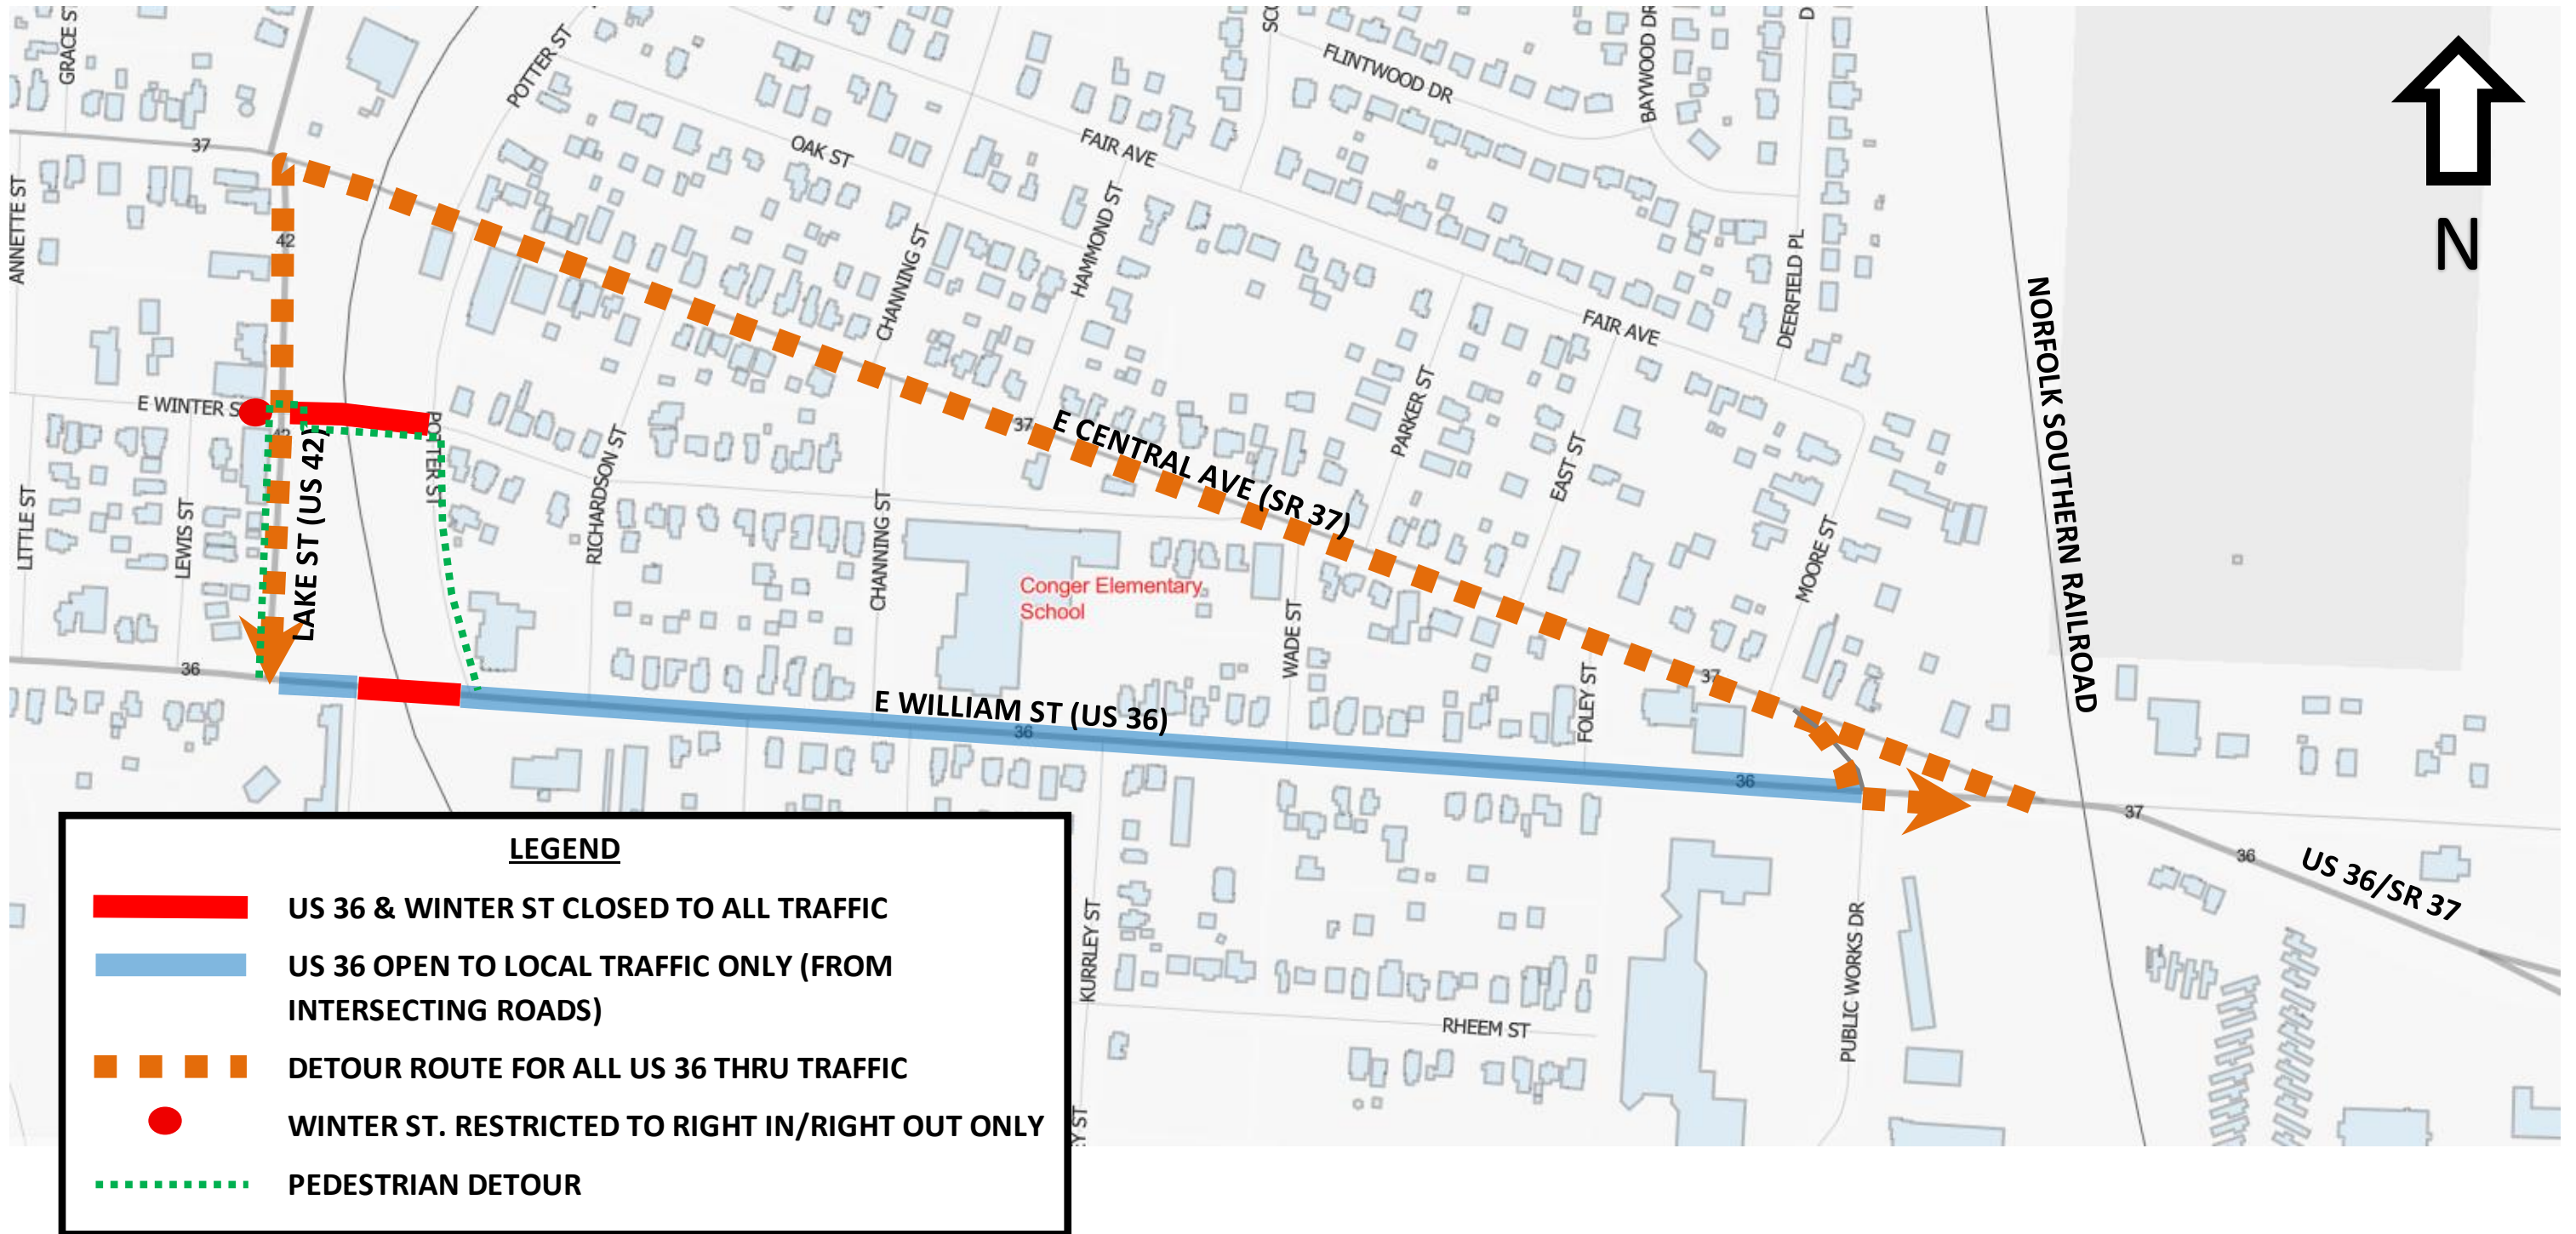 GRACE ST
POTTER ST
SCO
FLINTWOOD DR
BAYWOOD DR
D
37
OAK ST
FAIR AVE
ANNETTE ST
42
CHANNING ST
HAMMOND ST
DEERFIELD PL
NORFOLK SOUTHERN RAILROAD
N
FAIR AVE
E WINTER S
42
POTTER ST
LAKE ST (US 42)
RICHARDSON ST
37
E CENTRAL AVE (SR 37)
PARKER ST
EAST ST
LITTLE ST
LEWIS ST
CHANNING ST
Conger Elementary
School
WADE ST
MOORE ST
36
FOLEY ST
37
E WILLIAM ST (US 36)
36
36
37
36
US 36/SR 37
KURRLEY ST
PUBLIC WORKS DR
RHEEM ST
Y ST
LEGEND
US 36 & WINTER ST CLOSED TO ALL TRAFFIC
US 36 OPEN TO LOCAL TRAFFIC ONLY (FROM
INTERSECTING ROADS)
DETOUR ROUTE FOR ALL US 36 THRU TRAFFIC
WINTER ST. RESTRICTED TO RIGHT IN/RIGHT OUT ONLY
PEDESTRIAN DETOUR